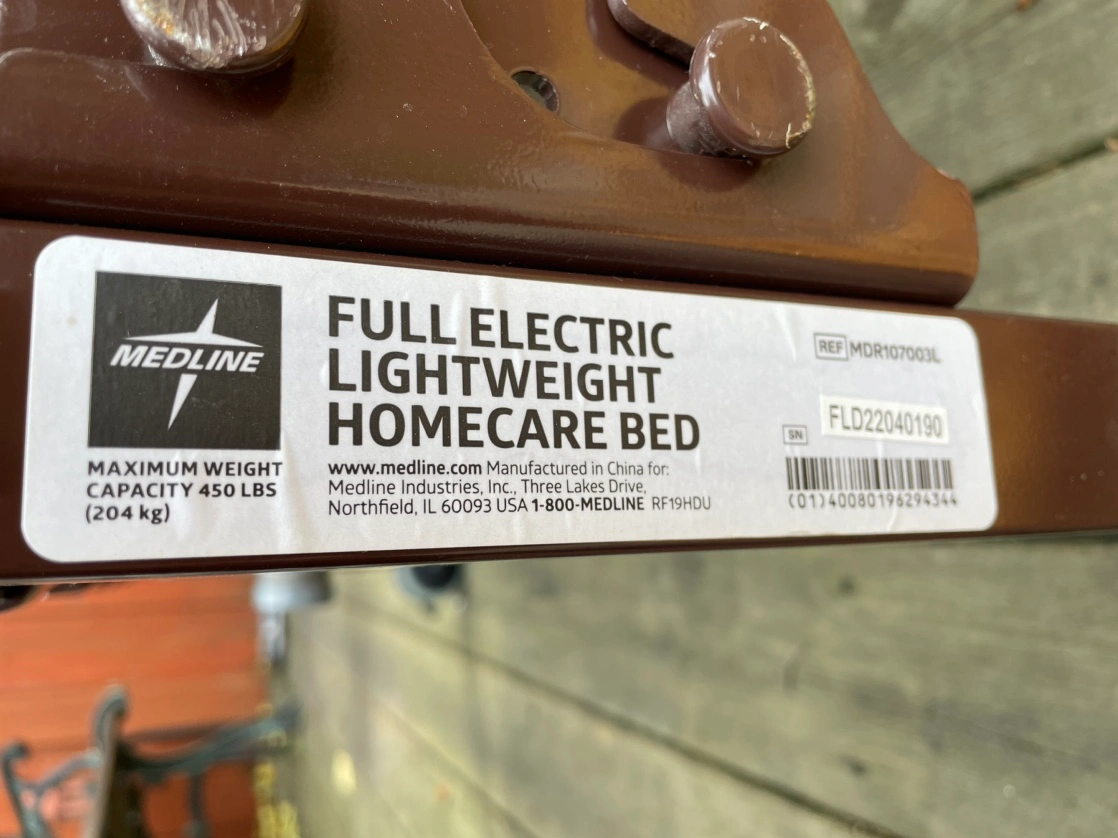 MEDLINE
MAXIMUM WEIGHT
CAPACITY 450 LBS
(204 kg)
FULL ELECTRIC
LIGHTWEIGHT
HOMECARE BED
www.medline.com Manufactured in China for:
Medline Industries, Inc., Three Lakes Drive,
Northfield, IL 60093 USA 1-800-MEDLINE RF19HDU
REF MDR107003L
SN FLD22040190
(01)40080196294344